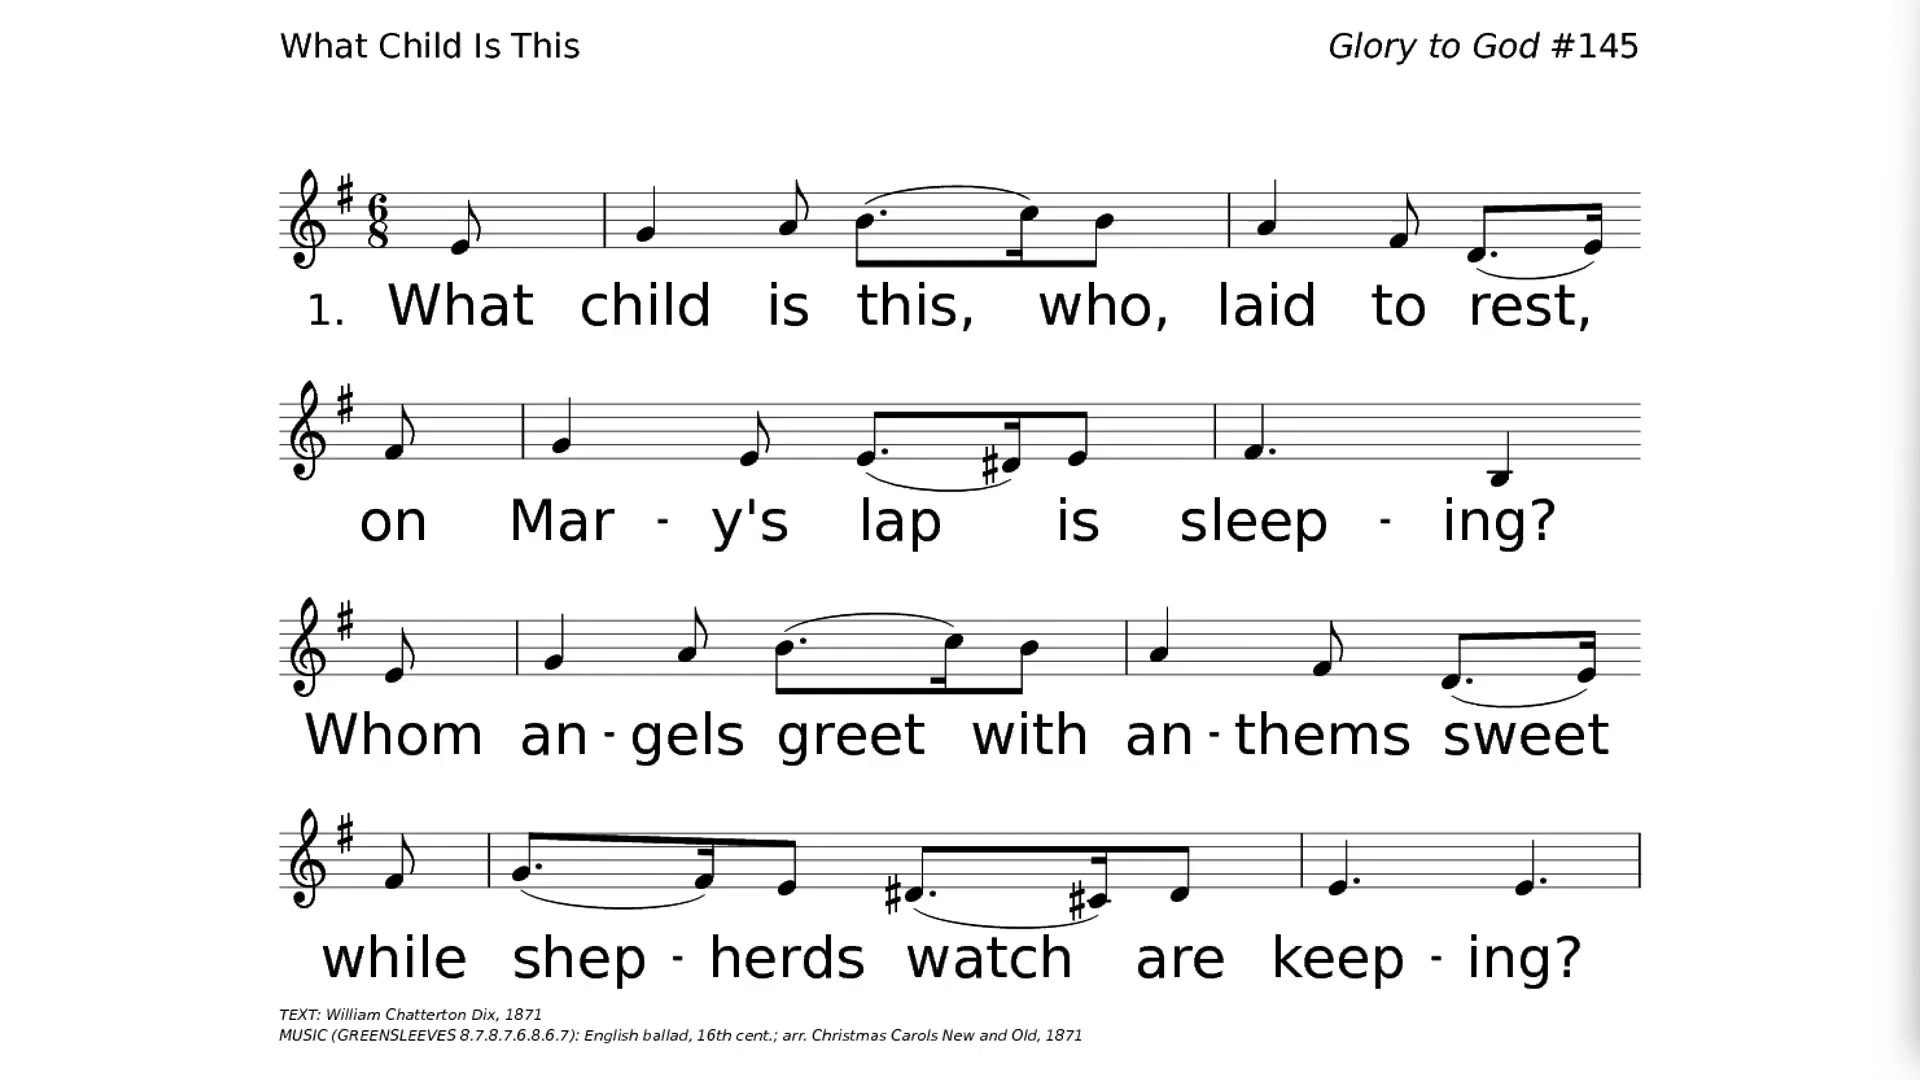 What Child Is This
Glory to God #145
6
8
1. What child is this, who, laid to rest,
on Mar - y's lap is sleep - ing?
Whom an - gels greet with an - thems sweet
while shep - herds watch are keep - ing?
TEXT: William Chatterton Dix, 1871
MUSIC (GREENSLEEVES 8.7.8.7.6.8.6.7): English ballad, 16th cent.; arr. Christmas Carols New and Old, 1871